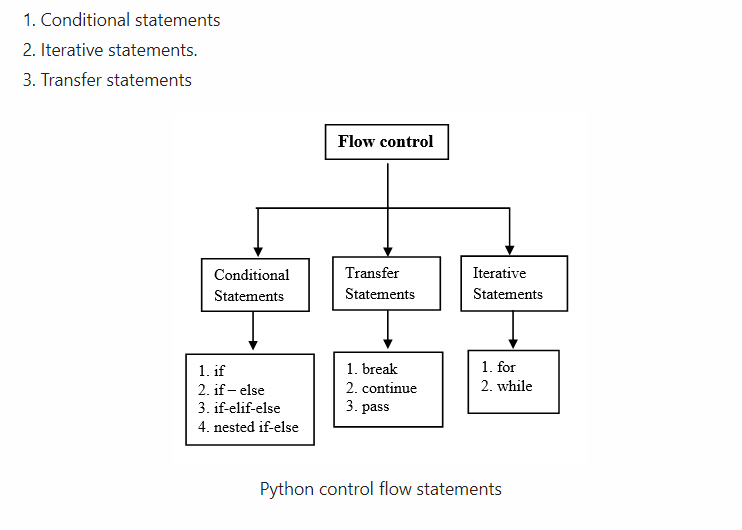 1. Conditional statements
2. Iterative statements.
3. Transfer statements
Flow control
Conditional
Statements
Transfer
Statements
Iterative
Statements
1. if
2. if – else
3. if-elif-else
4. nested if-else
1. break
2. continue
3. pass
1. for
2. while
Python control flow statements